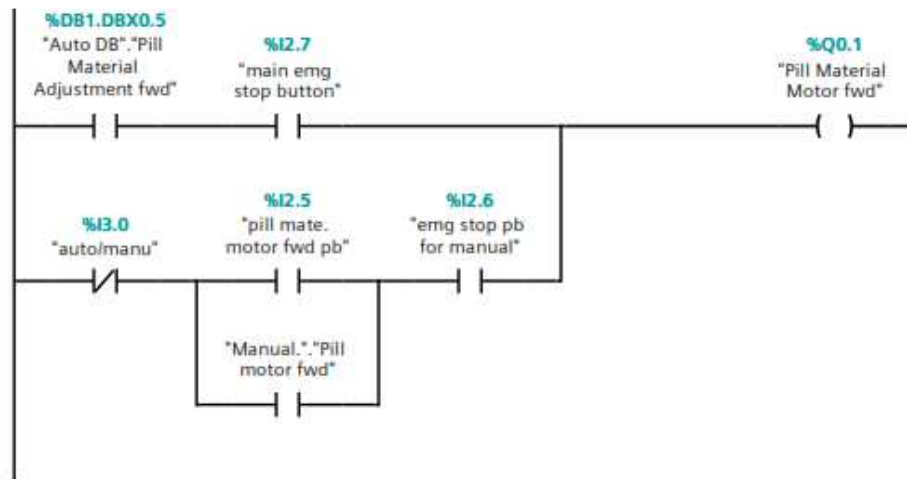 %DB1.DBX0.5
"Auto DB"."Pill
Material
Adjustment fwd"
%I2.7
"main emg
stop button"
%Q0.1
"Pill Material
Motor fwd"
%I3.0
"auto/manu"
%I2.5
"pill mate.
motor fwd pb"
%I2.6
"emg stop pb
for manual"
"Manual."."Pill
motor fwd"